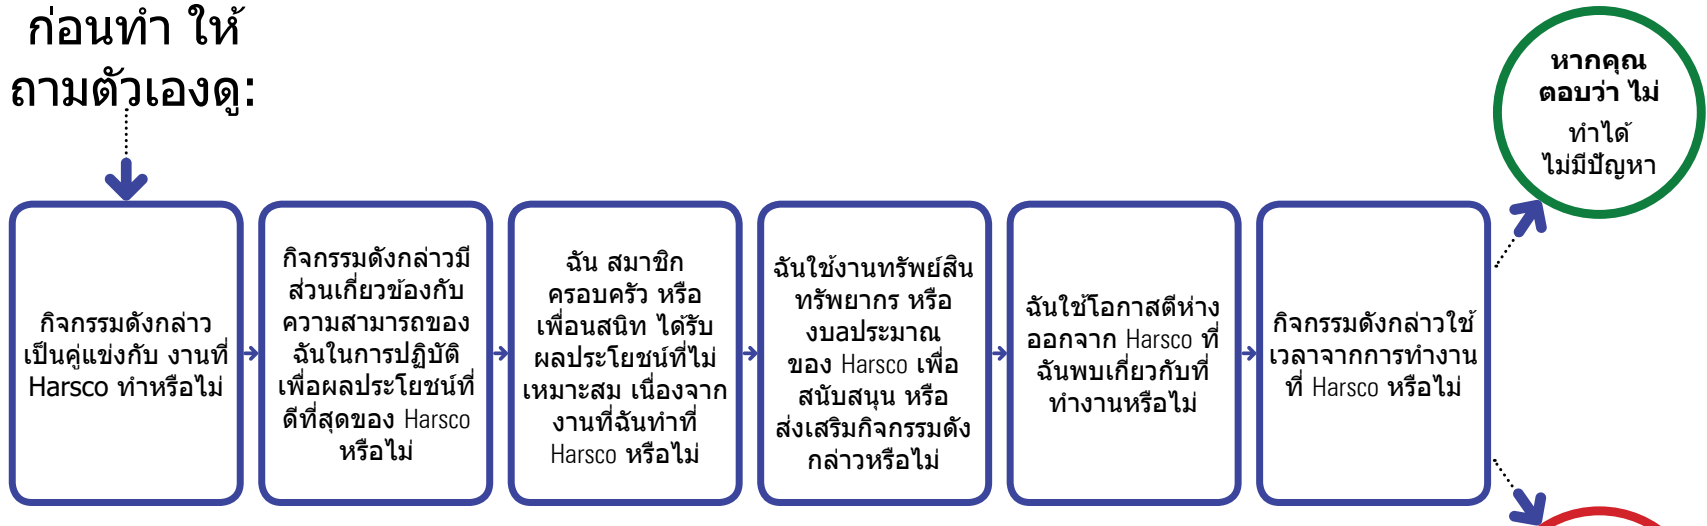 ก่อนทำ ให้
ถามตัวเองดู:
กิจกรรมดังกล่าว
เป็นคู่แข่งกับ งานที่
Harsco ทำหรือไม่
กิจกรรมดังกล่าวมี
ส่วนเกี่ยวข้องกับ
ความสามารถของ
ฉันในการปฏิบัติ
เพื่อผลประโยชน์ที่
ดีที่สุดของ Harsco
หรือไม่
ฉัน สมาชิก
ครอบครัว หรือ
เพื่อนสนิท ได้รับ
ผลประโยชน์ที่ไม่
เหมาะสม เนื่องจาก
งานที่ฉันทำที่
Harsco หรือไม่
ฉันใช้งานทรัพย์สิน
ทรัพยากร หรือ
งบลประมาณ
ของ Harsco เพื่อ
สนับสนุน หรือ
ส่งเสริมกิจกรรมดัง
กล่าวหรือไม่
ฉันใช้โอกาสตีห่าง
ออกจาก Harsco ที่
ฉันพบเกี่ยวกับที่
ทำงานหรือไม่
กิจกรรมดังกล่าวใช้
เวลาจากการทำงาน
ที่ Harsco หรือไม่
หากคุณ
ตอบว่า ไม่
ทำได้
ไม่มีปัญหา